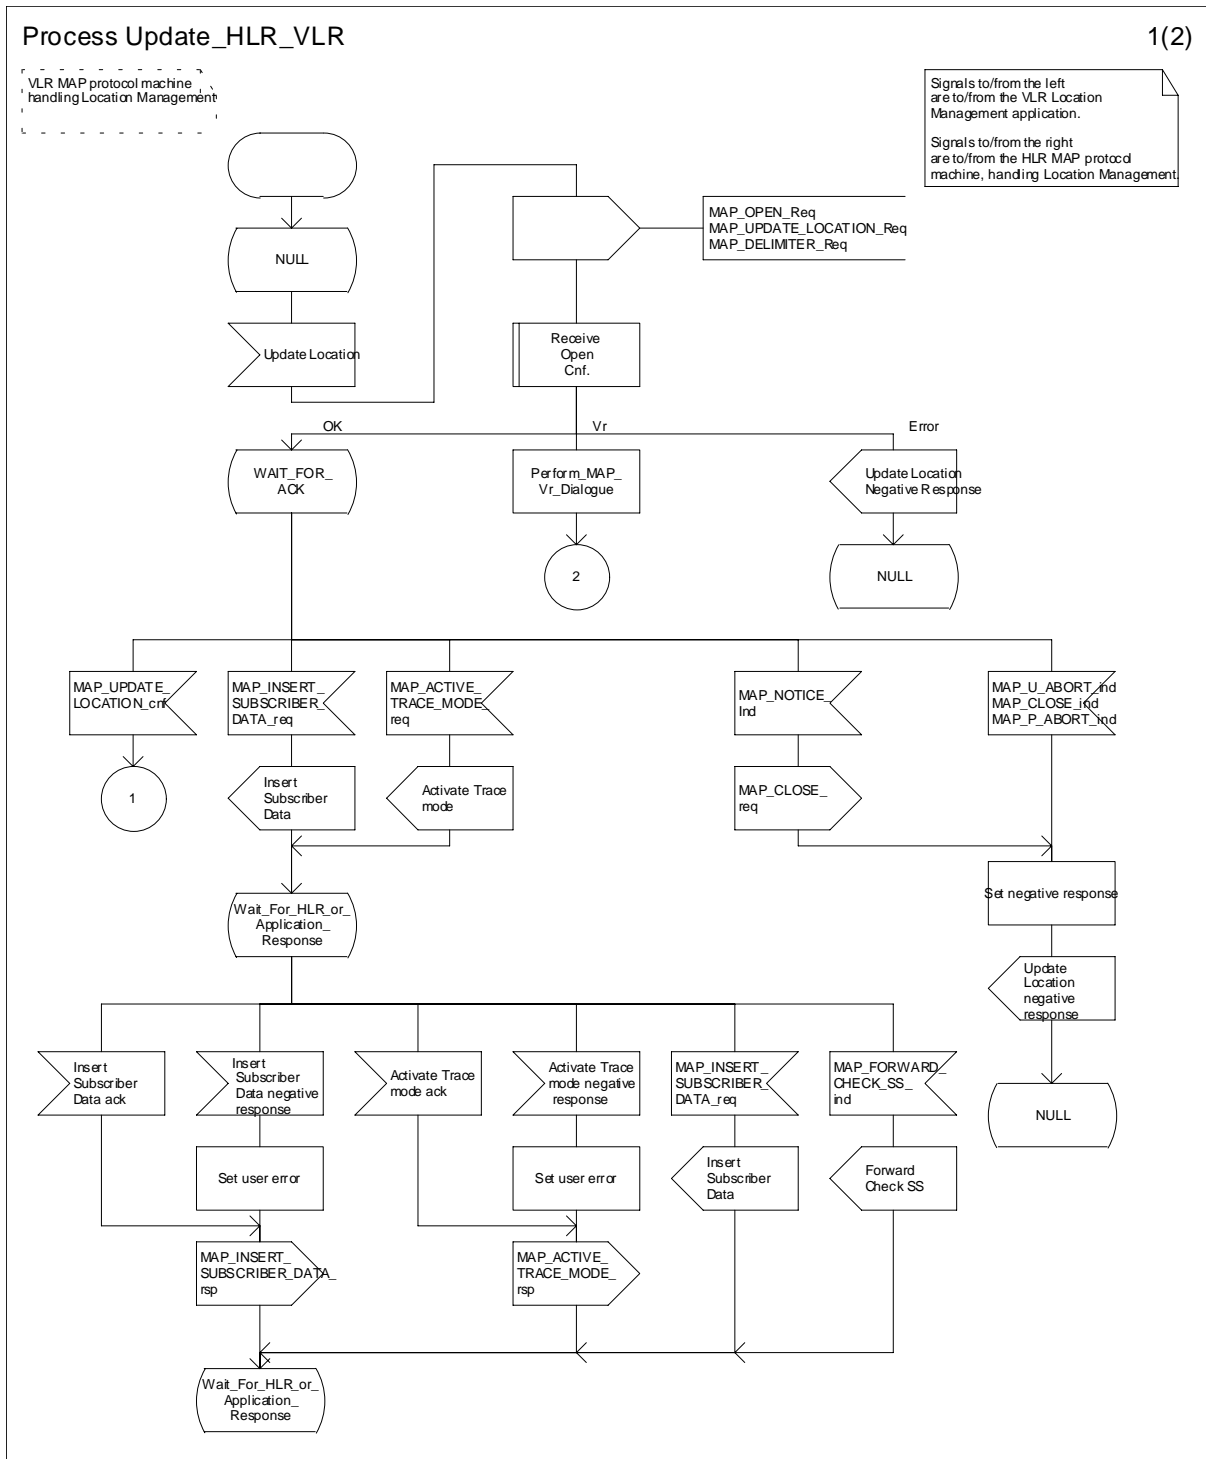 Process Update_HLR_VLR
1(2)
VLR MAP protocol machine
handling Location Management
Signals to/from the left
are to/from the VLR Location
Management application.
Signals to/from the right
are to/from the HLR MAP protocol
machine, handling Location Management.
MAP_OPEN_Req
MAP_UPDATE_LOCATION_Req
MAP_DELIMITER_Req
NULL
Update Location
Receive
Open
Cnf.
OK
Vr
Error
WAIT_FOR_
ACK
Perform_MAP_
Vr_Dialogue
Update Location
Negative Response
2
NULL
MAP_UPDATE_
LOCATION_cnf
MAP_INSERT_
SUBSCRIBER_
DATA_req
MAP_ACTIVE_
TRACE_MODE_
req
MAP_NOTICE_
Ind
MAP_U_ABORT_ind
MAP_CLOSE_ind
MAP_P_ABORT_ind
1
Insert
Subscriber
Data
Activate Trace
mode
MAP_CLOSE_
req
Set negative response
Wait_For_HLR_or_
Application_
Response
Update
Location
negative
response
Insert
Subscriber
Data ack
Insert
Subscriber
Data negative
response
Activate Trace
mode ack
Activate Trace
mode negative
response
MAP_INSERT_
SUBSCRIBER_
DATA_req
MAP_FORWARD_
CHECK_SS_
ind
NULL
Set user error
Set user error
Insert
Subscriber
Data
Forward
Check SS
MAP_INSERT_
SUBSCRIBER_DATA_
rsp
MAP_ACTIVE_
TRACE_MODE_
rsp
Wait_For_HLR_or_
Application_
Response